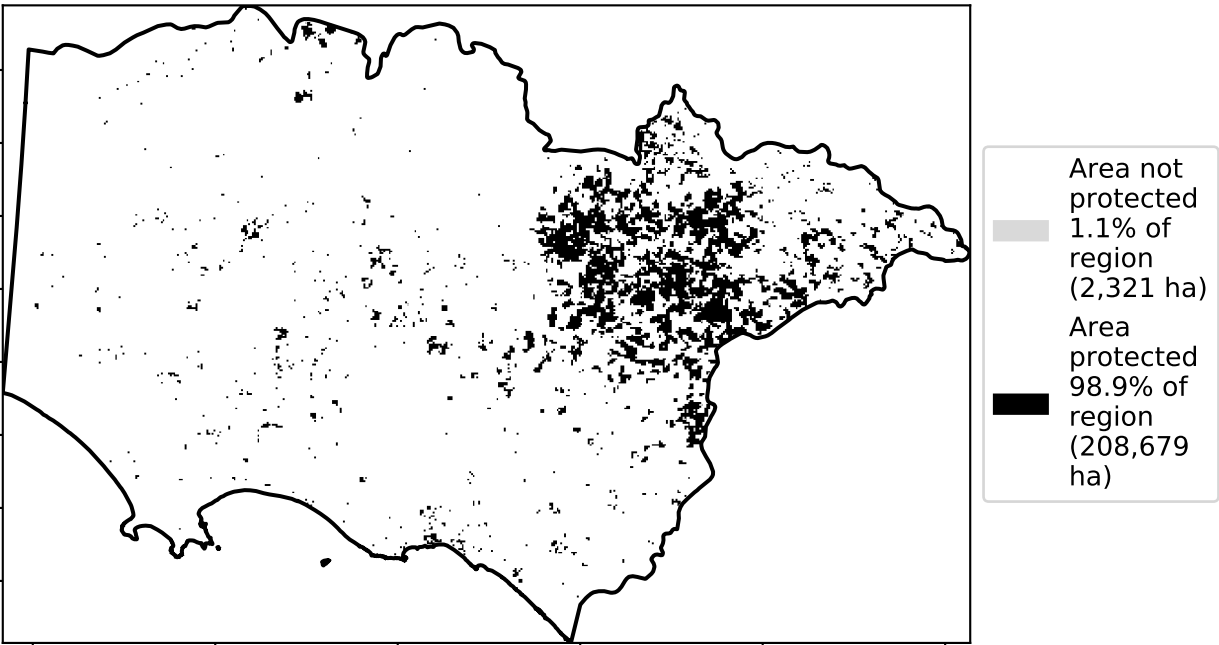 Area not
protected
1.1% of
region
(2,321 ha)
Area
protected
98.9% of
region
(208,679
ha)